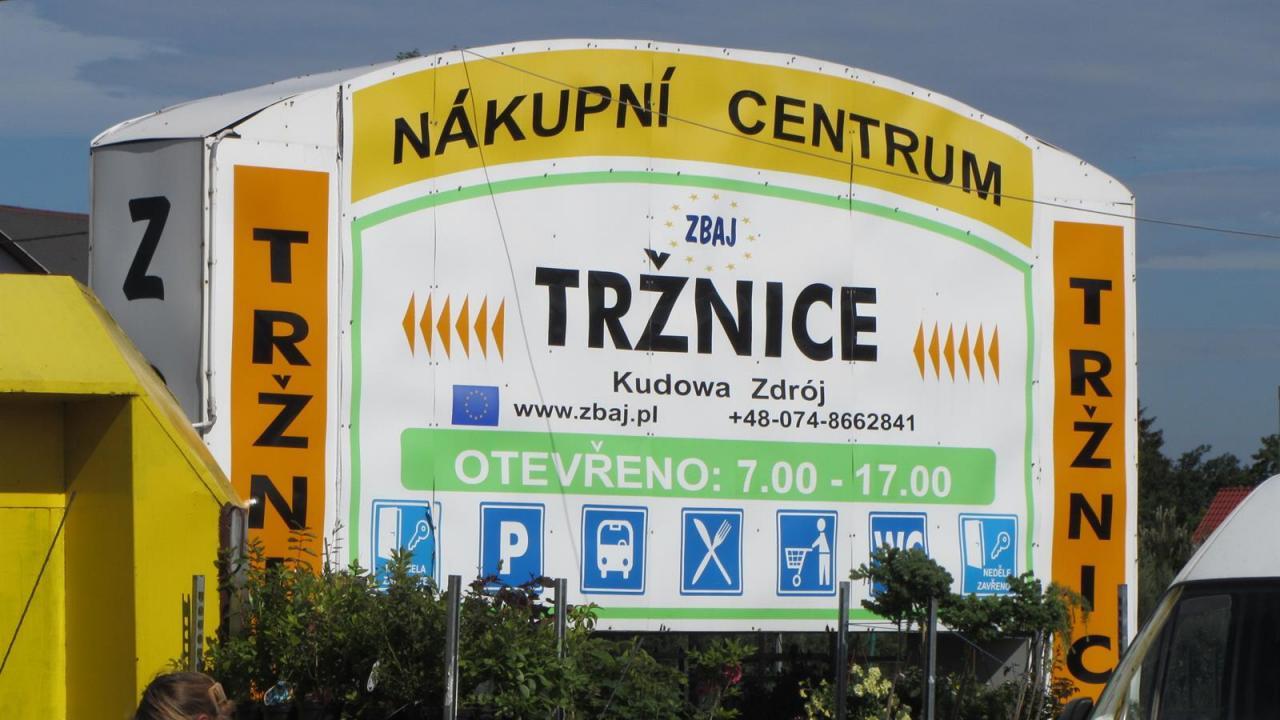 NÁKUPNÍ CENTRUM
Z
TRŽN
ZBAJ
TRŽNICE
Kudowa Zdrój
www.zbaj.pl +48-074-8662841
OTEVŘENO: 7.00 - 17.00
P
WC
NEDĚLE
ZAVŘENO
TRŽNIC